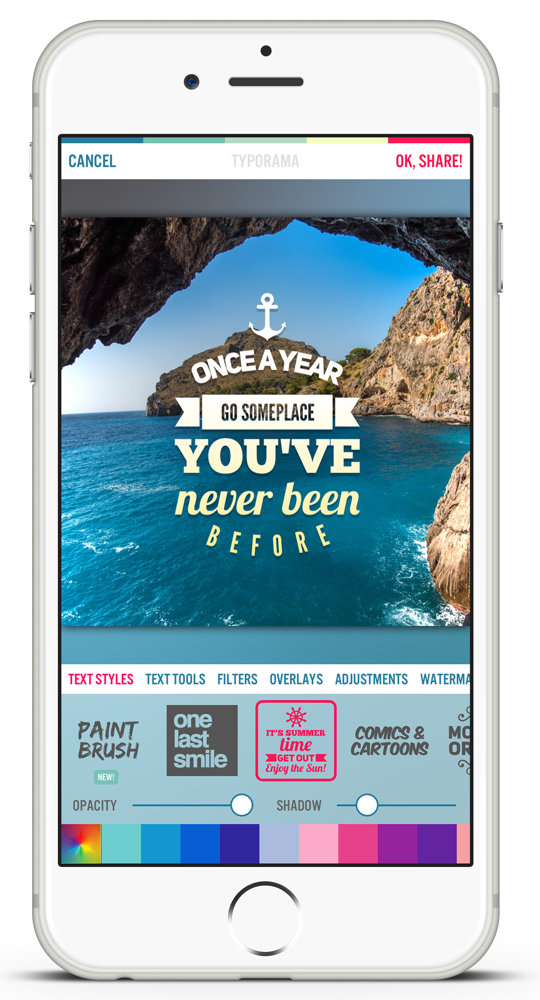 CANCEL TYPORAMA OK, SHARE!
ONCE A YEAR
GO SOMEPLACE
YOU'VE
never been
BEFORE
TEXT STYLES TEXT TOOLS FILTERS OVERLAYS ADJUSTMENTS WATERMA
PAINT
BRUSH
NEW!
one
last
smile
IT'S SUMMER
time
GET OUT
Enjoy the Sun!
COMICS &
CARTOONS
MO
OR
OPACITY SHADOW